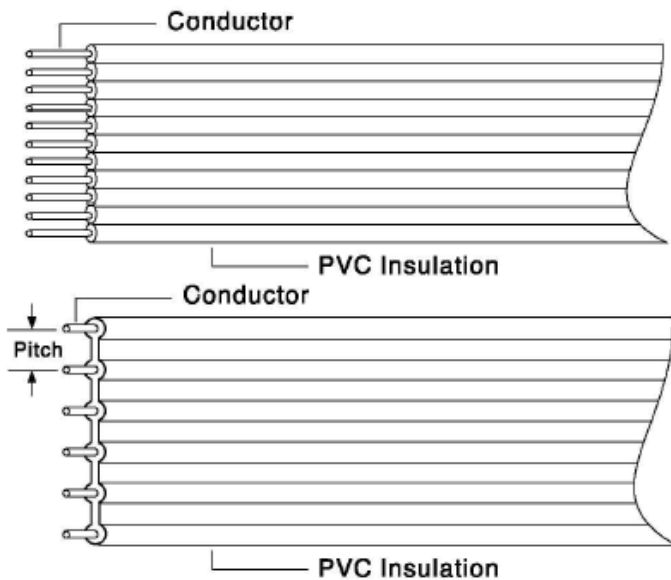 Conductor
PVC Insulation
Conductor
Pitch
PVC Insulation